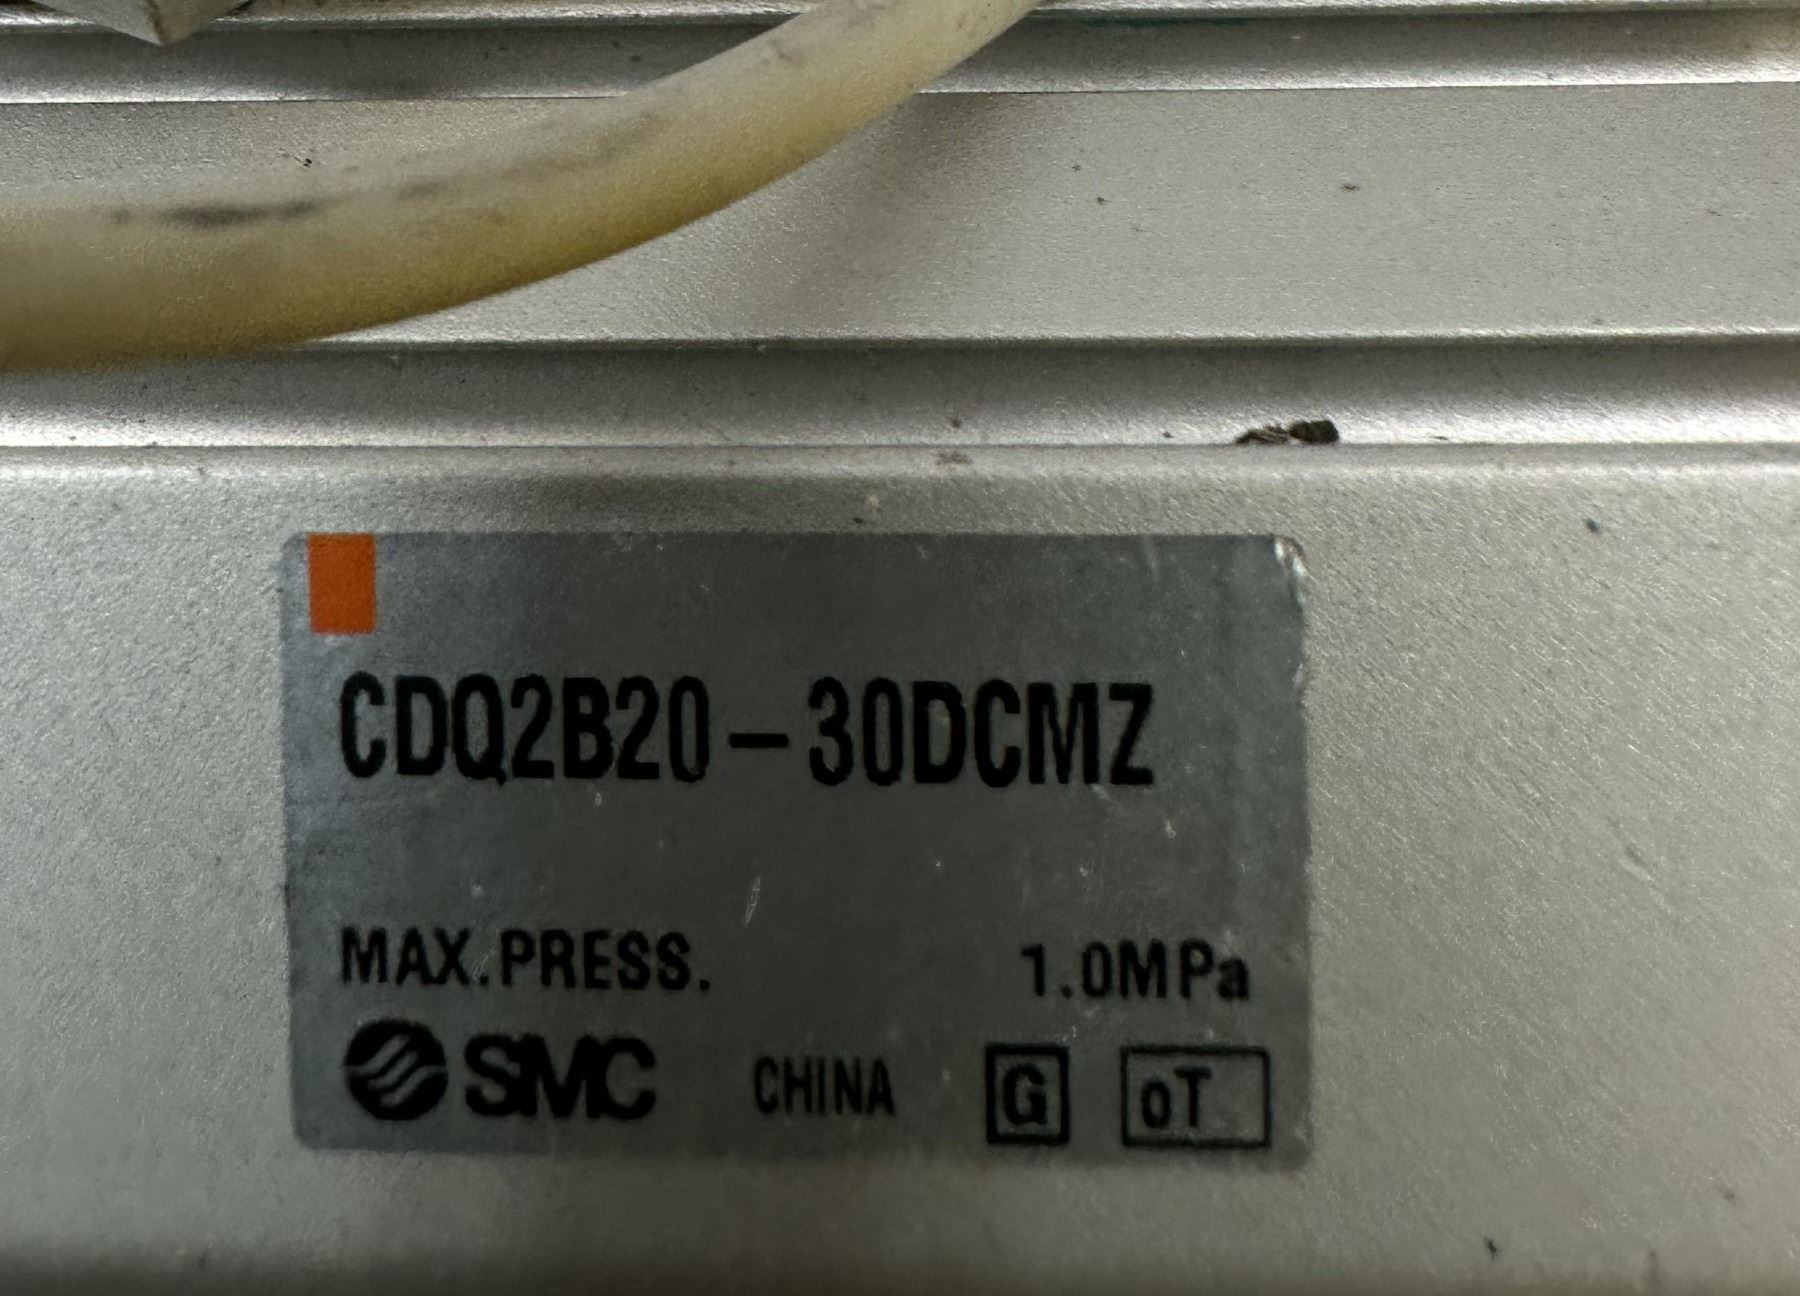 CDQ2B20-30DCMZ
MAX.PRESS. 1.0MPa
SMC CHINA G oT